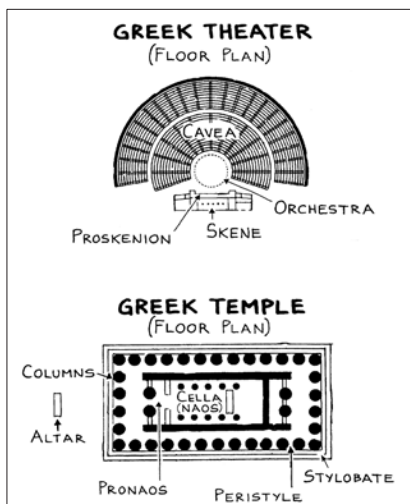 GREEK THEATER
(FLOOR PLAN)
CAVEA
ORCHESTRA
PROSKENION
SKENE
GREEK TEMPLE
(FLOOR PLAN)
COLUMNS
CELLA
(NAOS)
ALTAR
STYLOBATE
PRONAOS
PERISTYLE